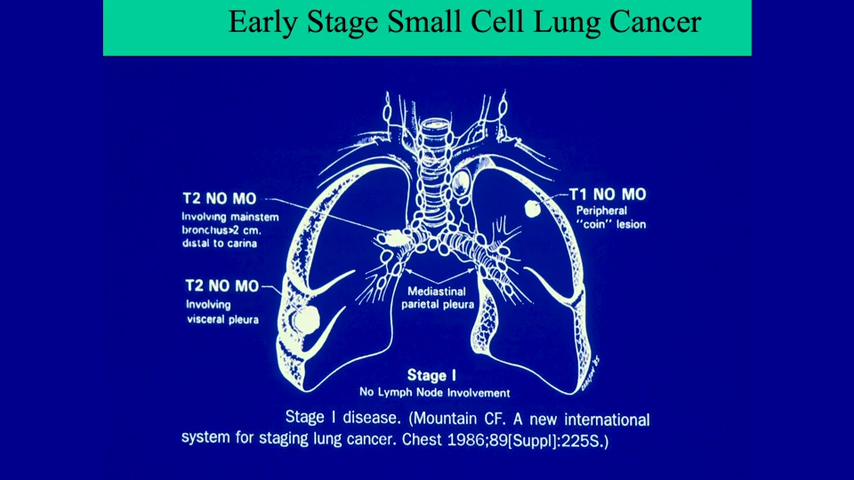 Early Stage Small Cell Lung Cancer
T2 NO MO
Involving mainstem
bronchus>2 cm.
distal to carina
T1 NO MO
Peripheral
"coin" lesion
T2 NO MO
Involving
visceral pleura
Mediastinal
parietal pleura
Stage I
No Lymph Node Involvement
Stage I disease. (Mountain CF. A new international
system for staging lung cancer. Chest 1986;89[Suppl]:225S.)